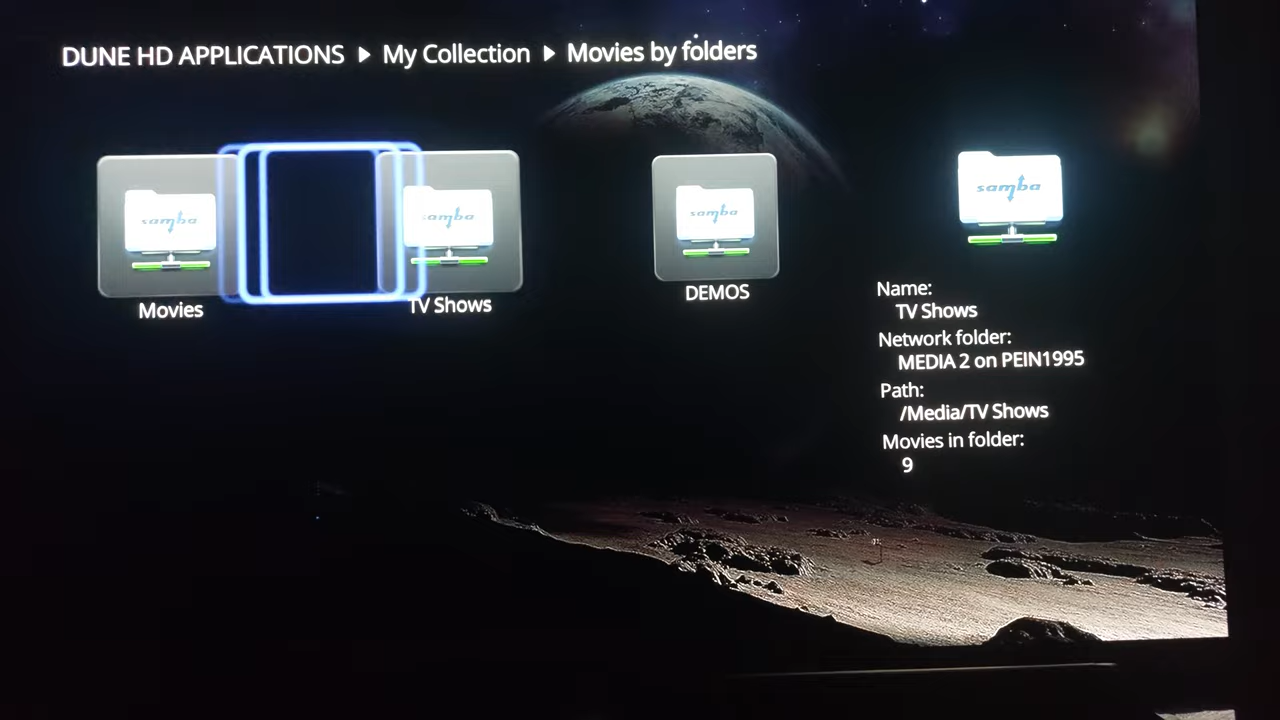 DUNE HD APPLICATIONS ▸ My Collection ▸ Movies by folders
samba
samba
samba
samba
Movies
TV Shows
DEMOS
Name:
TV Shows
Network folder:
MEDIA 2 on PEIN1995
Path:
/Media/TV Shows
Movies in folder:
9